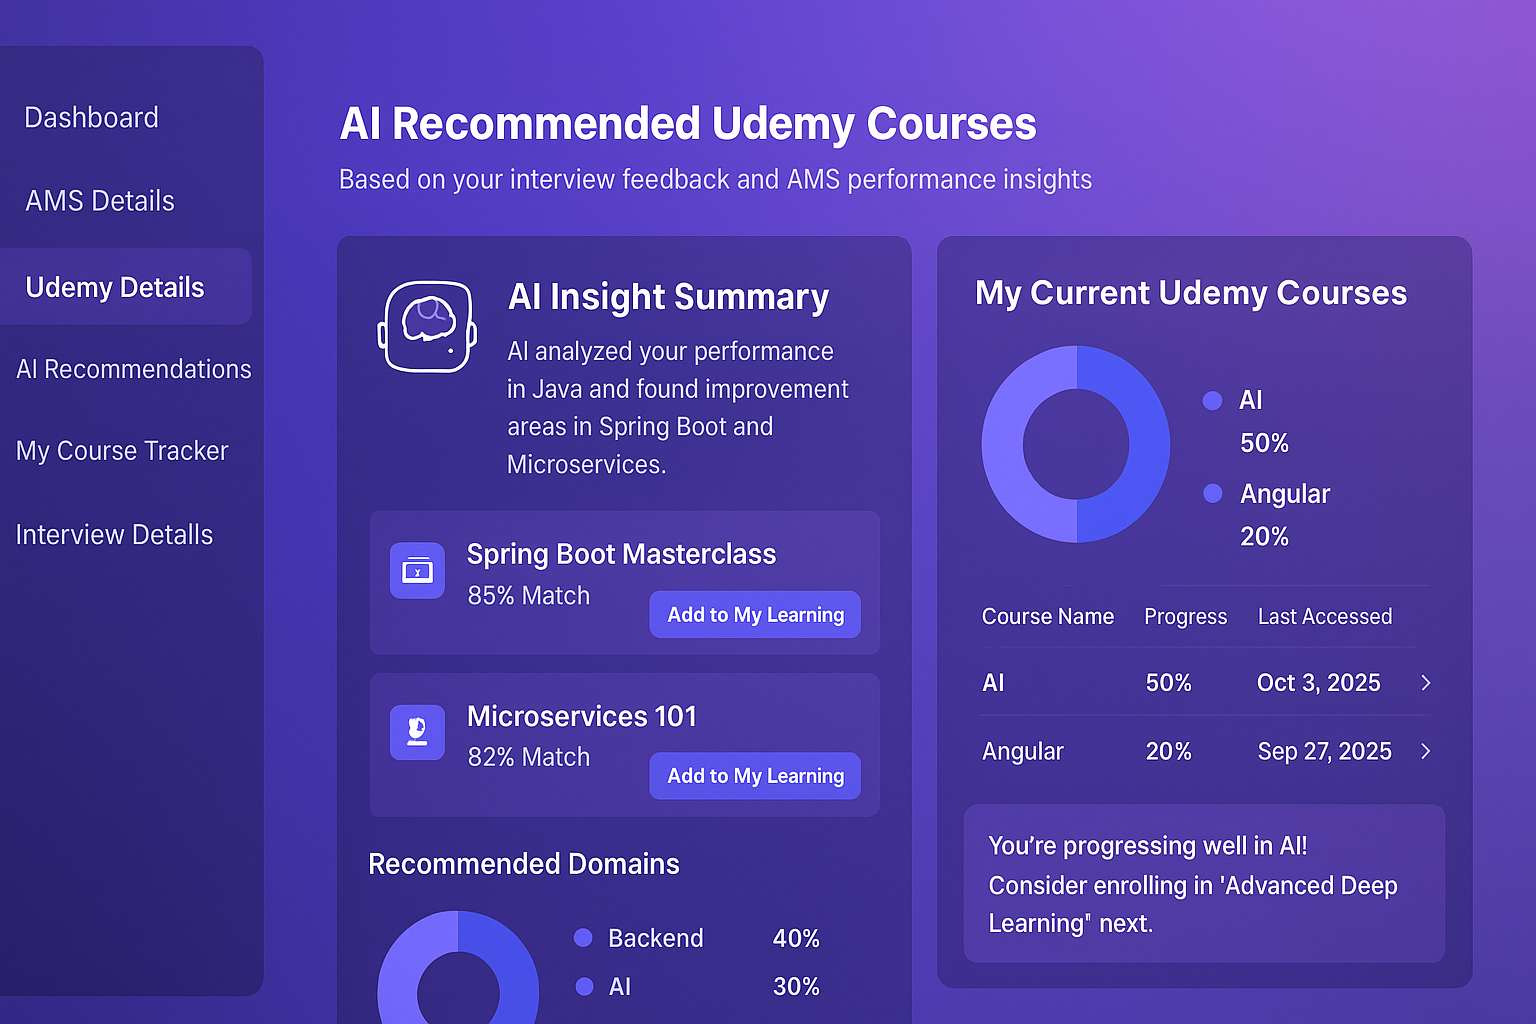 Dashboard
AMS Details
Udemy Details
AI Recommendations
My Course Tracker
Interview Detalls
AI Recommended Udemy Courses
Based on your interview feedback and AMS performance insights
AI Insight Summary
AI analyzed your performance
in Java and found improvement
areas in Spring Boot and
Microservices.
Spring Boot Masterclass
85% Match
Add to My Learning
Microservices 101
82% Match
Add to My Learning
Recommended Domains
Backend 40%
AI 30%
My Current Udemy Courses
AI
50%
Angular
20%
Course Name Progress Last Accessed
AI 50% Oct 3, 2025 >
Angular 20% Sep 27, 2025 >
You're progressing well in AI!
Consider enrolling in 'Advanced Deep
Learning" next.